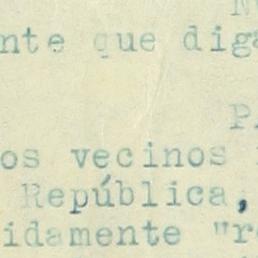 nte que diga
P
os vecinos
República,
idamente "r